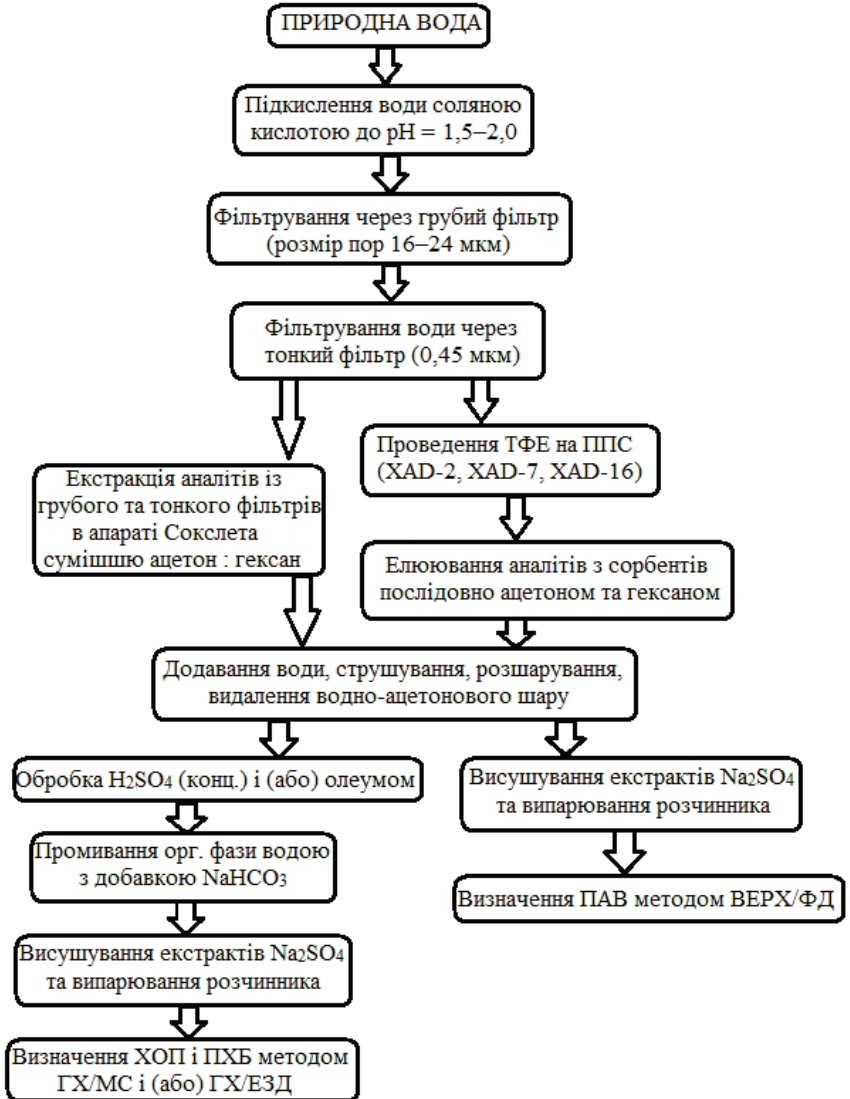 ПРИРОДНА ВОДА
Підкислення води соляною
кислотою до pH = 1,5–2,0
Фільтрування через грубий фільтр
(розмір пор 16–24 мкм)
Фільтрування води через
тонкий фільтр (0,45 мкм)
Екстракція аналітів із
грубого та тонкого фільтрів
в апараті Сокслета
сумішшю ацетон : гексан
Проведення ТФЕ на ППС
(XAD-2, XAD-7, XAD-16)
Елюювання аналітів з сорбентів
послідовно ацетоном та гексаном
Додавання води, струшування, розшарування,
видалення водно-ацетонового шару
Обробка H₂SO₄ (конц.) і (або) олеумом
Промивання орг. фази водою
з добавкою NaHCO₃
Висушування екстрактів Na₂SO₄
та випарювання розчинника
Визначення ХОП і ПХБ методом
ГХ/МС і (або) ГХ/ЕЗД
Висушування екстрактів Na₂SO₄
та випарювання розчинника
Визначення ПАВ методом ВЕРХ/ФД